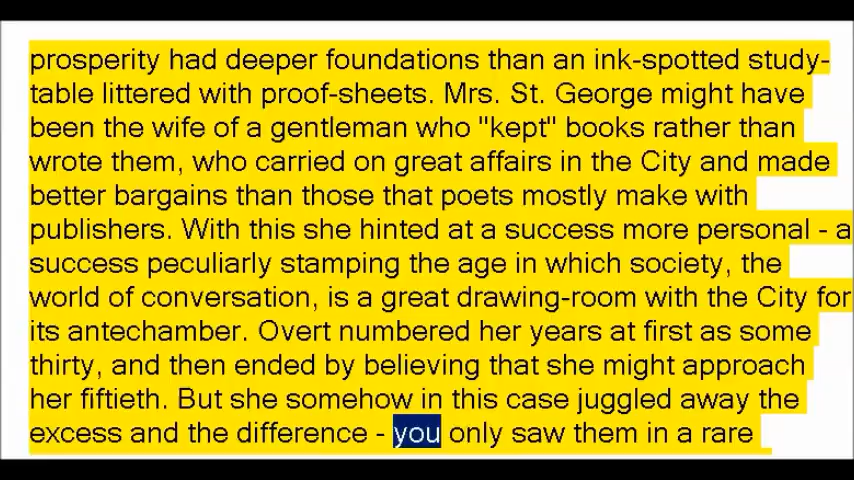 prosperity had deeper foundations than an ink-spotted study-
table littered with proof-sheets. Mrs. St. George might have
been the wife of a gentleman who "kept" books rather than
wrote them, who carried on great affairs in the City and made
better bargains than those that poets mostly make with
publishers. With this she hinted at a success more personal - a
success peculiarly stamping the age in which society, the
world of conversation, is a great drawing-room with the City for
its antechamber. Overt numbered her years at first as some
thirty, and then ended by believing that she might approach
her fiftieth. But she somehow in this case juggled away the
excess and the difference - you only saw them in a rare